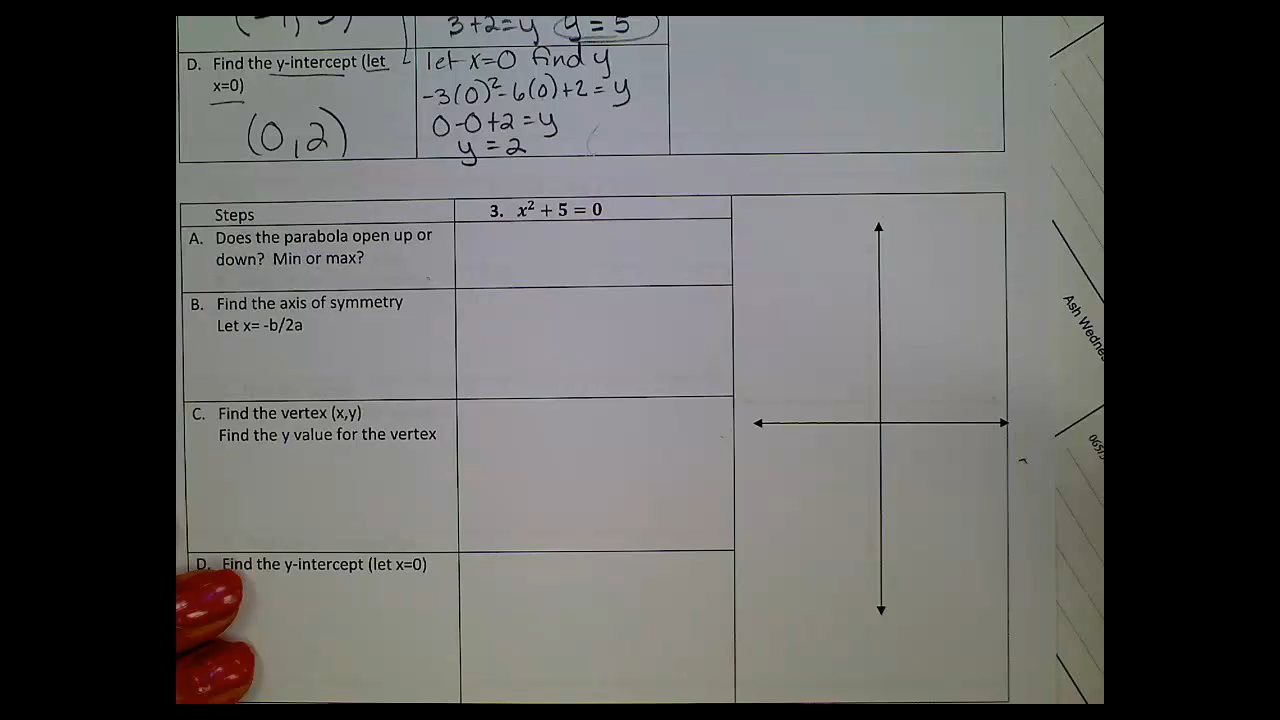 3+2=y y = 5
D. Find the y-intercept (let
x=0)
(0,2)
let x=0 find y
-3(0)²-6(0)+2=y
0-0+2=y
y = 2
Steps
3. x² + 5 = 0
A. Does the parabola open up or
down? Min or max?
B. Find the axis of symmetry
Let x= -b/2a
C. Find the vertex (x,y)
Find the y value for the vertex
D. Find the y-intercept (let x=0)
Ash